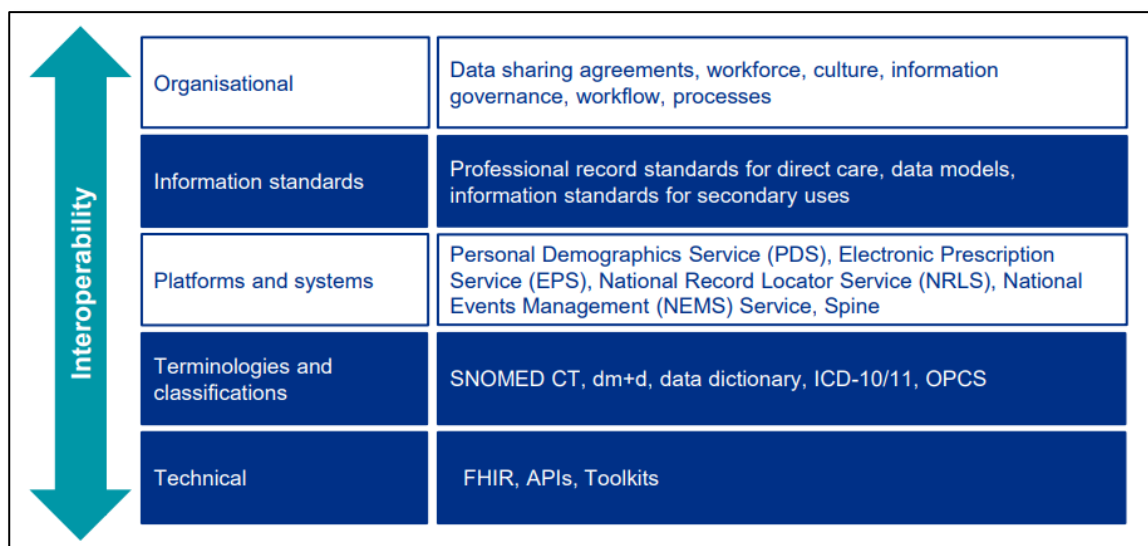 Interoperability
Organisational
Data sharing agreements, workforce, culture, information
governance, workflow, processes
Information standards
Professional record standards for direct care, data models,
information standards for secondary uses
Platforms and systems
Personal Demographics Service (PDS), Electronic Prescription
Service (EPS), National Record Locator Service (NRLS), National
Events Management (NEMS) Service, Spine
Terminologies and
classifications
SNOMED CT, dm+d, data dictionary, ICD-10/11, OPCS
Technical
FHIR, APIs, Toolkits